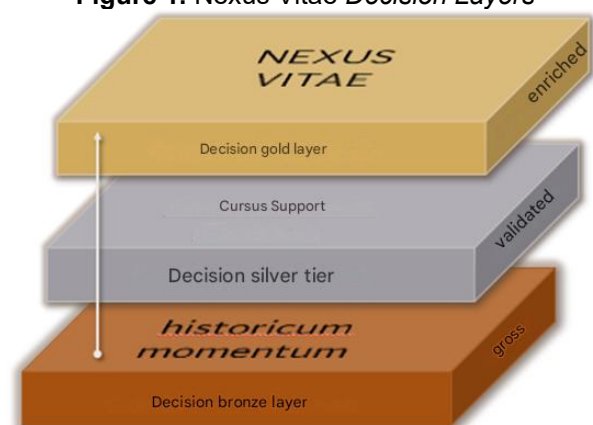 Figure 1. Nexus Vitae Decision Layers
NEXUS
VITAE
enriched
Decision gold layer
Cursus Support
validated
Decision silver tier
historicum
momentum
gross
Decision bronze layer